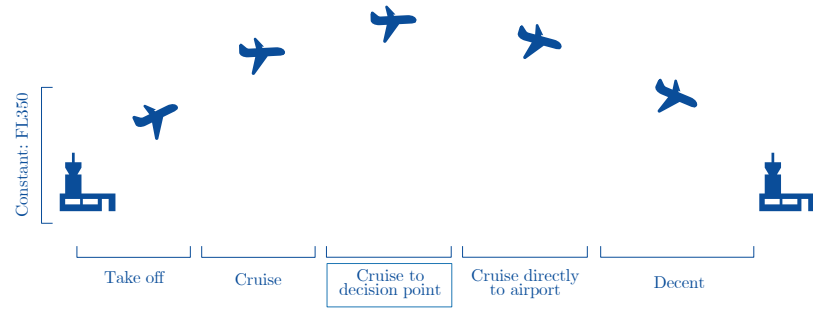 Constant: FL350
Take off
Cruise
Cruise to
decision point
Cruise directly
to airport
Decent